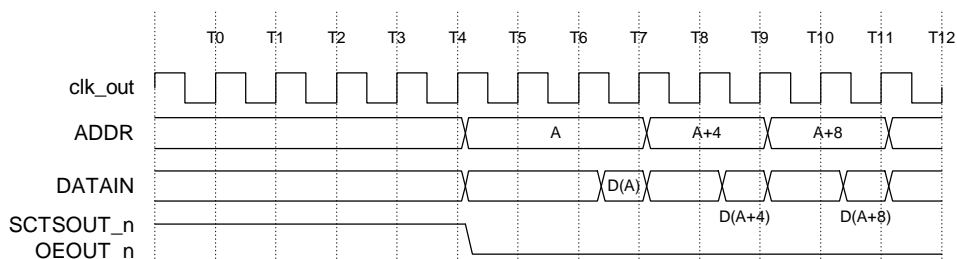 T0 T1 T2 T3 T4 T5 T6 T7 T8 T9 T10 T11 T12
clk_out
ADDR A A+4 A+8
DATAIN D(A)
D(A+4) D(A+8)
SCTSOUT_n
OEOUT_n